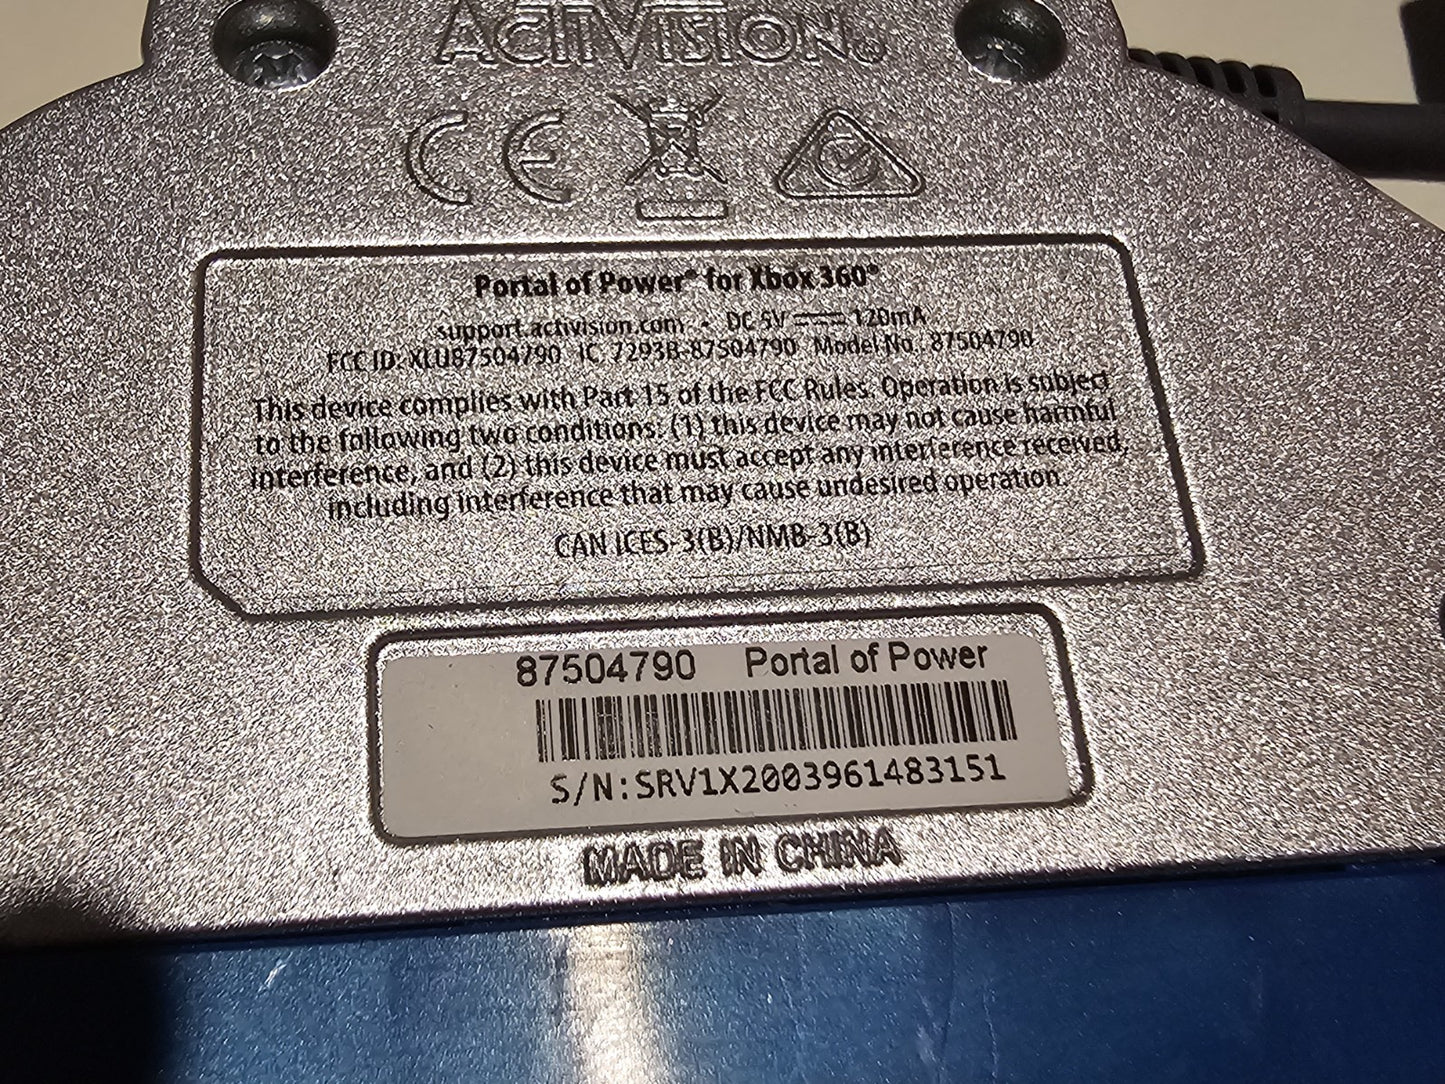 ACTIVISION
CE
Portal of Power® for Xbox 360®
support.activision.com - DC 5V ⎓ 120mA
FCC ID: XLU87504790 IC 7293B-87504790 Model No.: 87504790
This device complies with Part 15 of the FCC Rules. Operation is subject
to the following two conditions: (1) this device may not cause harmful
interference, and (2) this device must accept any interference received,
including interference that may cause undesired operation.
CAN ICES-3(B)/NMB-3(B)
87504790 Portal of Power
S/N:SRV1X2003961483151
MADE IN CHINA